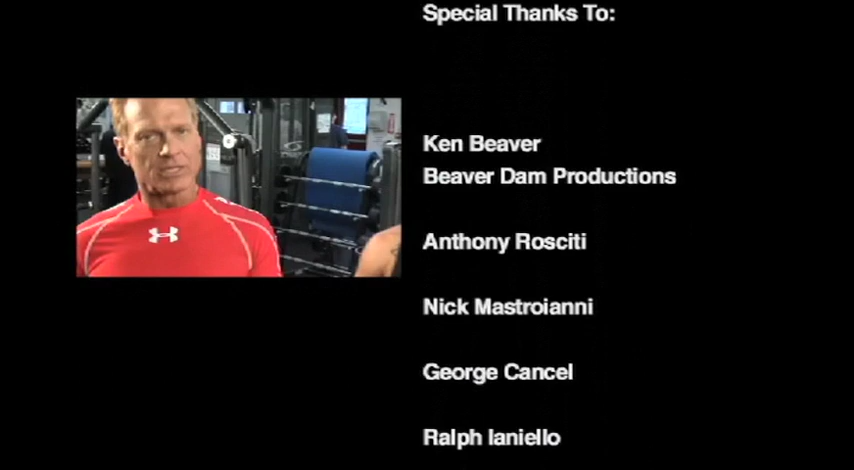 Special Thanks To:
Ken Beaver
Beaver Dam Productions
Anthony Rosciti
Nick Mastroianni
George Cancel
Ralph Ianiello